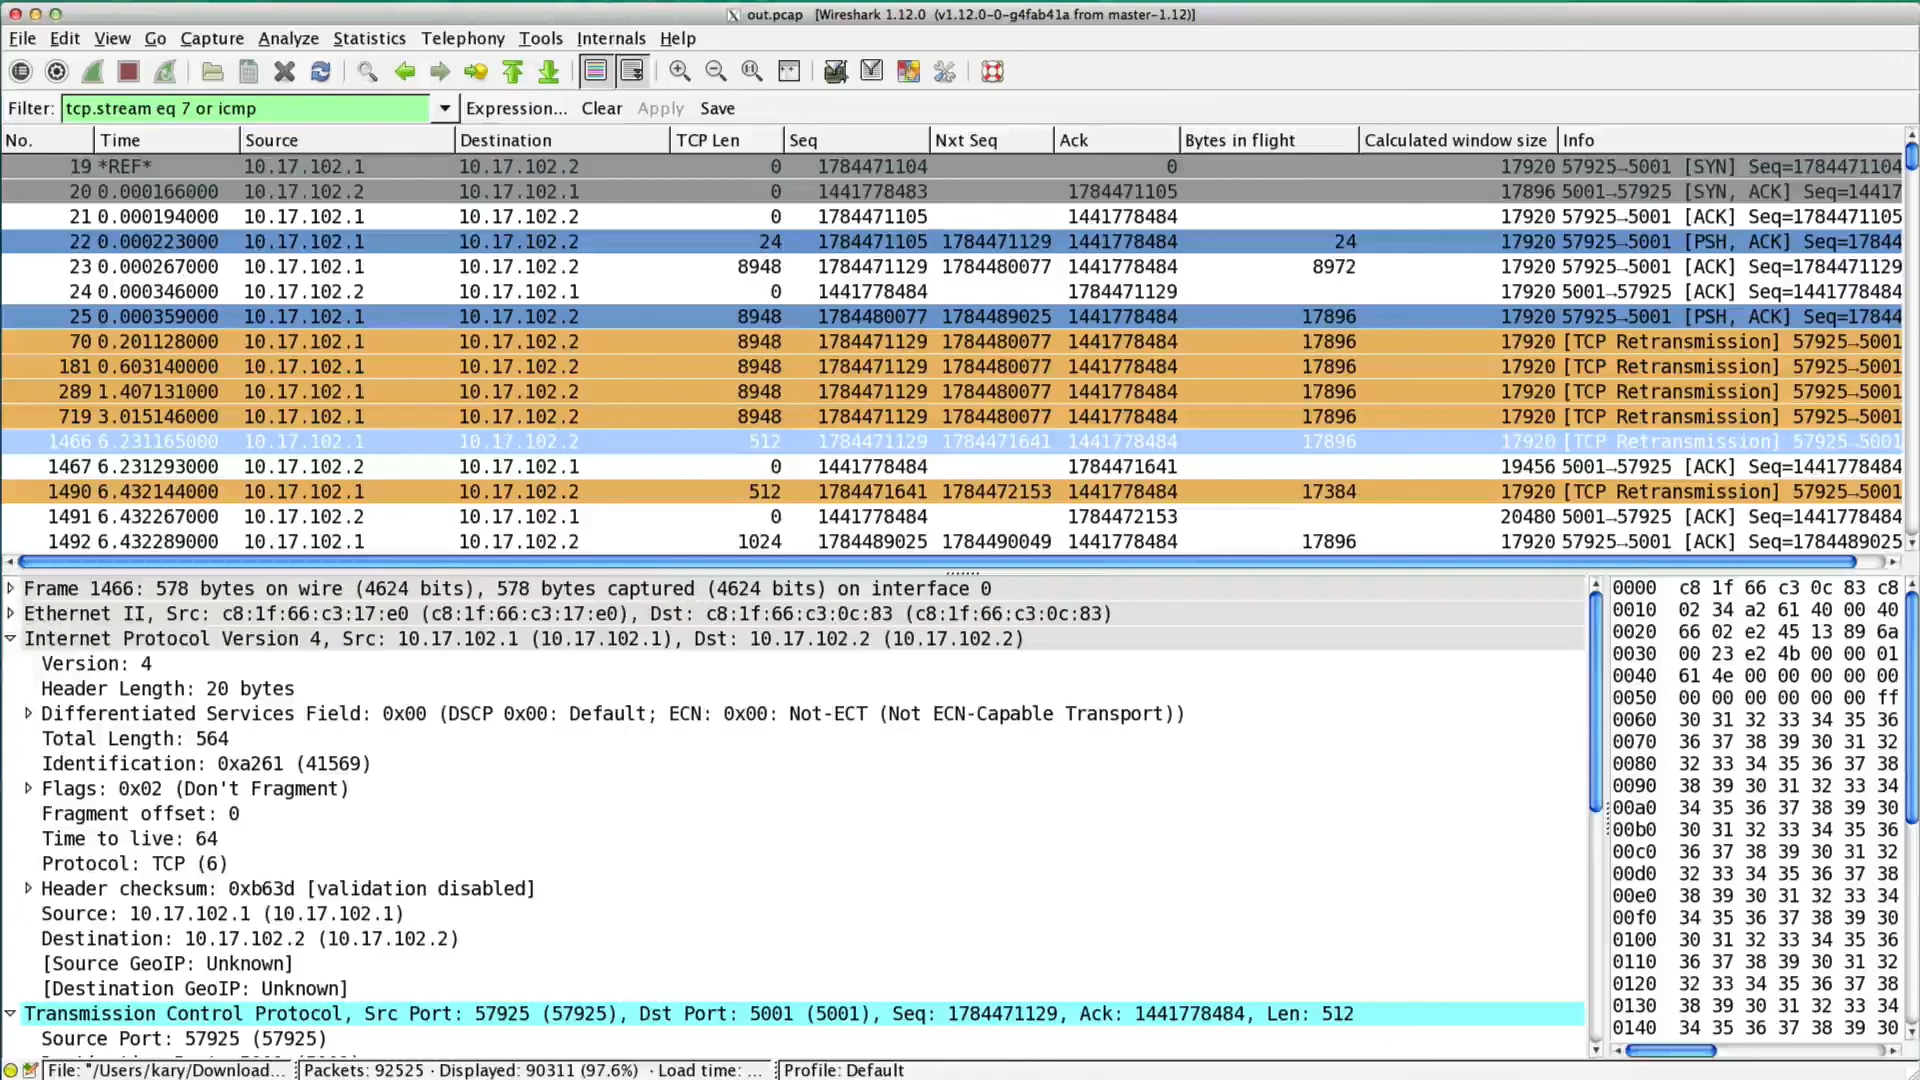 out.pcap [Wireshark 1.12.0 (v1.12.0-0-g4fab41a from master-1.12)]
File Edit View Go Capture Analyze Statistics Telephony Tools Internals Help
Filter: tcp.stream eq 7 or icmp Expression... Clear Apply Save
No. Time Source Destination TCP Len Seq Nxt Seq Ack Bytes in flight Calculated window size Info
19 *REF* 10.17.102.1 10.17.102.2 0 1784471104 0 17920 57925→5001 [SYN] Seq=1784471104
20 0.000166000 10.17.102.2 10.17.102.1 0 1441778483 1784471105 17896 5001→57925 [SYN, ACK] Seq=14417
21 0.000194000 10.17.102.1 10.17.102.2 0 1784471105 1441778484 17920 57925→5001 [ACK] Seq=1784471105
22 0.000223000 10.17.102.1 10.17.102.2 24 1784471105 1784471129 1441778484 24 17920 57925→5001 [PSH, ACK] Seq=17844
23 0.000267000 10.17.102.1 10.17.102.2 8948 1784471129 1784480077 1441778484 8972 17920 57925→5001 [ACK] Seq=1784471129
24 0.000346000 10.17.102.2 10.17.102.1 0 1441778484 1784471129 17920 5001→57925 [ACK] Seq=1441778484
25 0.000359000 10.17.102.1 10.17.102.2 8948 1784480077 1784489025 1441778484 17896 17920 57925→5001 [PSH, ACK] Seq=17844
70 0.201128000 10.17.102.1 10.17.102.2 8948 1784471129 1784480077 1441778484 17896 17920 [TCP Retransmission] 57925→5001
181 0.603140000 10.17.102.1 10.17.102.2 8948 1784471129 1784480077 1441778484 17896 17920 [TCP Retransmission] 57925→5001
289 1.407131000 10.17.102.1 10.17.102.2 8948 1784471129 1784480077 1441778484 17896 17920 [TCP Retransmission] 57925→5001
719 3.015146000 10.17.102.1 10.17.102.2 8948 1784471129 1784480077 1441778484 17896 17920 [TCP Retransmission] 57925→5001
1466 6.231165000 10.17.102.1 10.17.102.2 512 1784471129 1784471641 1441778484 17896 17920 [TCP Retransmission] 57925→5001
1467 6.231293000 10.17.102.2 10.17.102.1 0 1441778484 1784471641 19456 5001→57925 [ACK] Seq=1441778484
1490 6.432144000 10.17.102.1 10.17.102.2 512 1784471641 1784472153 1441778484 17384 17920 [TCP Retransmission] 57925→5001
1491 6.432267000 10.17.102.2 10.17.102.1 0 1441778484 1784472153 20480 5001→57925 [ACK] Seq=1441778484
1492 6.432289000 10.17.102.1 10.17.102.2 1024 1784489025 1784490049 1441778484 17896 17920 57925→5001 [ACK] Seq=1784489025
Frame 1466: 578 bytes on wire (4624 bits), 578 bytes captured (4624 bits) on interface 0
Ethernet II, Src: c8:1f:66:c3:17:e0 (c8:1f:66:c3:17:e0), Dst: c8:1f:66:c3:0c:83 (c8:1f:66:c3:0c:83)
Internet Protocol Version 4, Src: 10.17.102.1 (10.17.102.1), Dst: 10.17.102.2 (10.17.102.2)
Version: 4
Header Length: 20 bytes
Differentiated Services Field: 0x00 (DSCP 0x00: Default; ECN: 0x00: Not-ECT (Not ECN-Capable Transport))
Total Length: 564
Identification: 0xa261 (41569)
Flags: 0x02 (Don't Fragment)
Fragment offset: 0
Time to live: 64
Protocol: TCP (6)
Header checksum: 0xb63d [validation disabled]
Source: 10.17.102.1 (10.17.102.1)
Destination: 10.17.102.2 (10.17.102.2)
[Source GeoIP: Unknown]
[Destination GeoIP: Unknown]
Transmission Control Protocol, Src Port: 57925 (57925), Dst Port: 5001 (5001), Seq: 1784471129, Ack: 1441778484, Len: 512
Source Port: 57925 (57925)
0000 c8 1f 66 c3 0c 83 c8
0010 02 34 a2 61 40 00 40
0020 66 02 e2 45 13 89 6a
0030 00 23 e2 4b 00 00 01
0040 61 4e 00 00 00 00 00
0050 00 00 00 00 00 00 ff
0060 30 31 32 33 34 35 36
0070 36 37 38 39 30 31 32
0080 32 33 34 35 36 37 38
0090 38 39 30 31 32 33 34
00a0 34 35 36 37 38 39 30
00b0 30 31 32 33 34 35 36
00c0 36 37 38 39 30 31 32
00d0 32 33 34 35 36 37 38
00e0 38 39 30 31 32 33 34
00f0 34 35 36 37 38 39 30
0100 30 31 32 33 34 35 36
0110 36 37 38 39 30 31 32
0120 32 33 34 35 36 37 38
0130 38 39 30 31 32 33 34
0140 34 35 36 37 38 39 30
File: "/Users/kary/Download... Packets: 92525 · Displayed: 90311 (97.6%) · Load time: ... Profile: Default